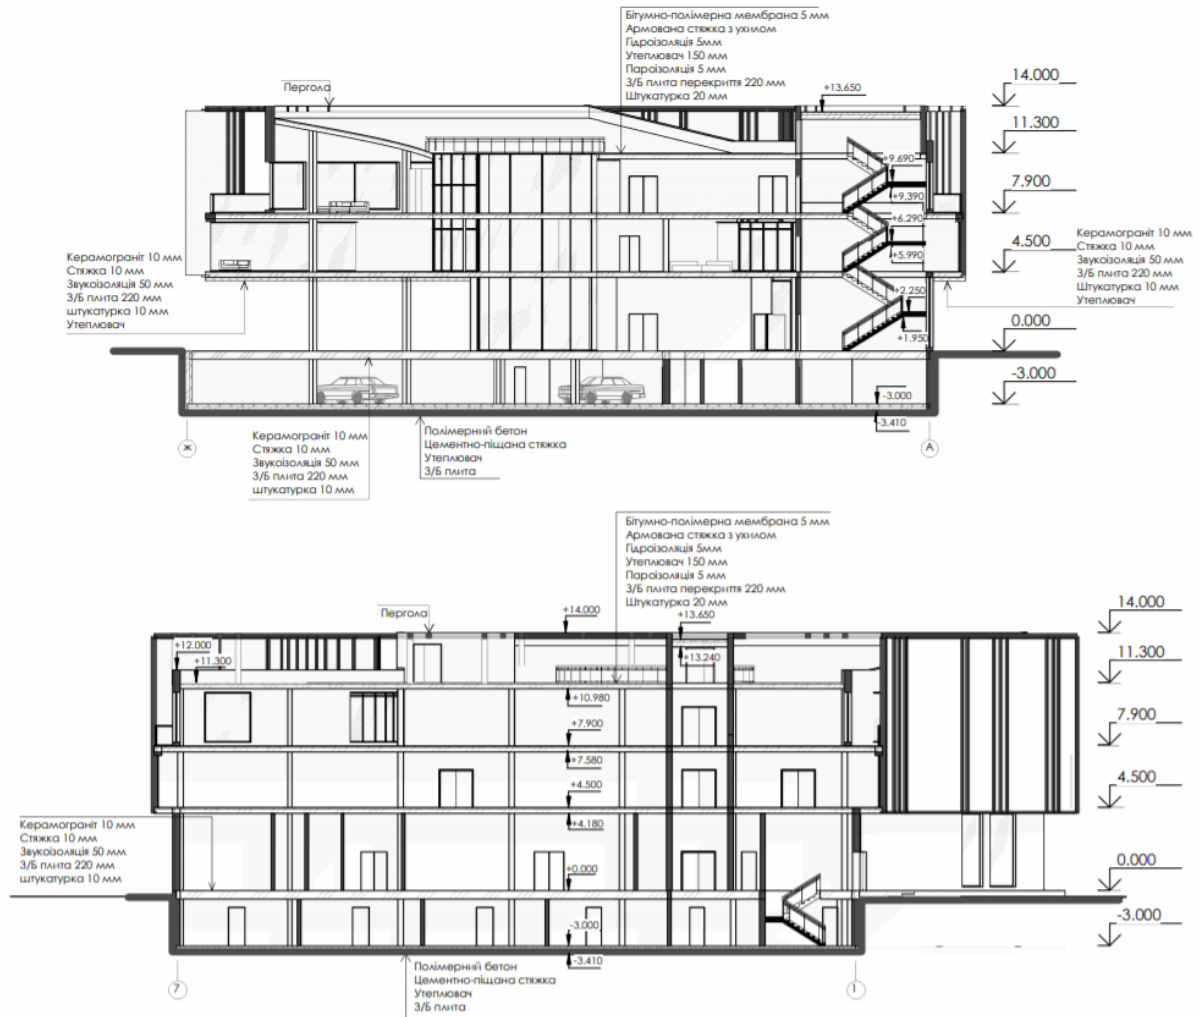 Бітумно-полімерна мембрана 5 мм
Армована стяжка з ухилом
Гідроізоляція 5мм
Утеплювач 150 мм
Пароізоляція 5 мм
З/Б плита перекриття 220 мм
Штукатурка 20 мм
Пергола
+13.650
14.000
11.300
+9.690
7.900
+9.390
+6.290
Керамограніт 10 мм
Стяжка 10 мм
Звукоізоляція 50 мм
З/Б плита 220 мм
штукатурка 10 мм
Утеплювач
+5.990
4.500
Керамограніт 10 мм
Стяжка 10 мм
Звукоізоляція 50 мм
З/Б плита 220 мм
Штукатурка 10 мм
Утеплювач
+2.250
0.000
+1.950
-3.000
-3.000
-3.410
Ж
А
Керамограніт 10 мм
Стяжка 10 мм
Звукоізоляція 50 мм
З/Б плита 220 мм
штукатурка 10 мм
Полімерний бетон
Цементно-піщана стяжка
Утеплювач
З/Б плита
Бітумно-полімерна мембрана 5 мм
Армована стяжка з ухилом
Гідроізоляція 5мм
Утеплювач 150 мм
Пароізоляція 5 мм
З/Б плита перекриття 220 мм
Штукатурка 20 мм
Пергола
+14.000
+13.650
14.000
+12.000
+11.300
+13.240
11.300
+10.980
+7.900
7.900
+7.580
+4.500
4.500
+4.180
Керамограніт 10 мм
Стяжка 10 мм
Звукоізоляція 50 мм
З/Б плита 220 мм
штукатурка 10 мм
+0.000
0.000
-3.000
-3.000
-3.410
7
1
Полімерний бетон
Цементно-піщана стяжка
Утеплювач
З/Б плита